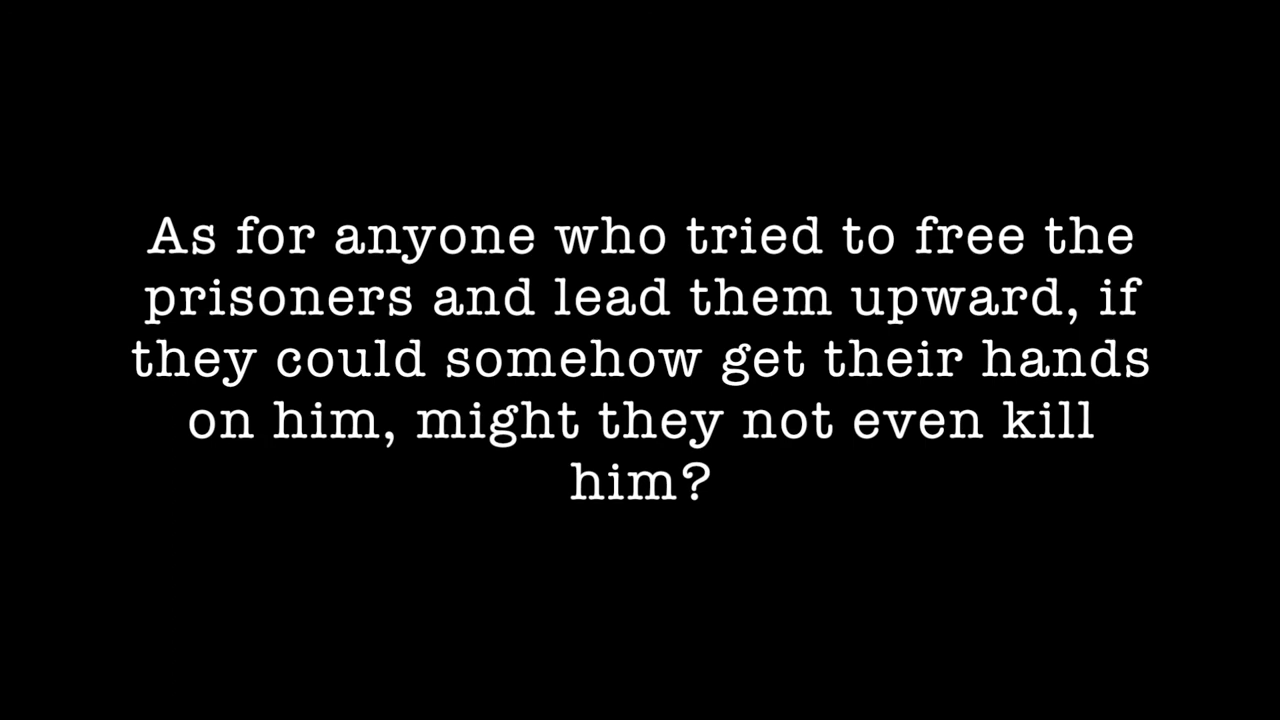 As for anyone who tried to free the
prisoners and lead them upward, if
they could somehow get their hands
on him, might they not even kill
him?